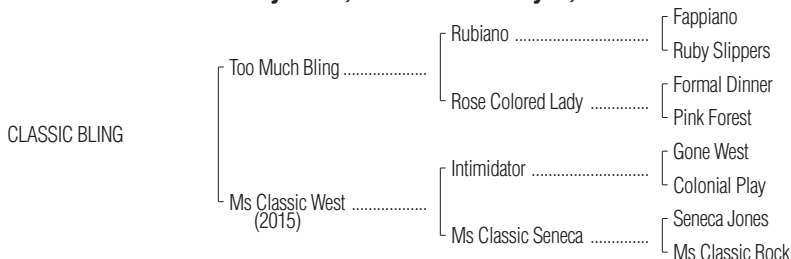 Fappiano
Rubiano ..............................
Ruby Slippers
Too Much Bling ...................
Formal Dinner
Rose Colored Lady .............
Pink Forest
CLASSIC BLING
Gone West
Intimidator ..........................
Colonial Play
Ms Classic West .................
(2015)
Seneca Jones
Ms Classic Seneca .............
Ms Classic Rock